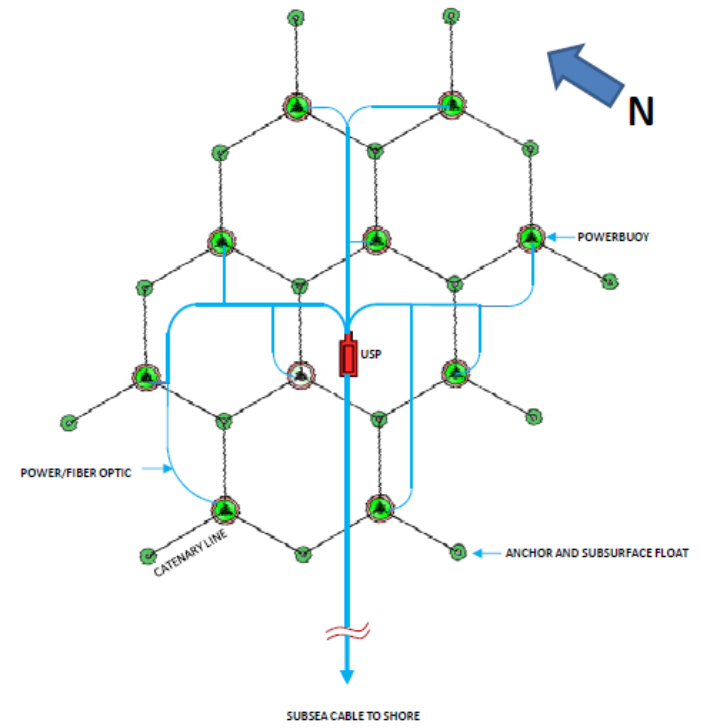 N
POWERBUOY
USP
POWER/FIBER OPTIC
CATENARY LINE
ANCHOR AND SUBSURFACE FLOAT
SUBSEA CABLE TO SHORE